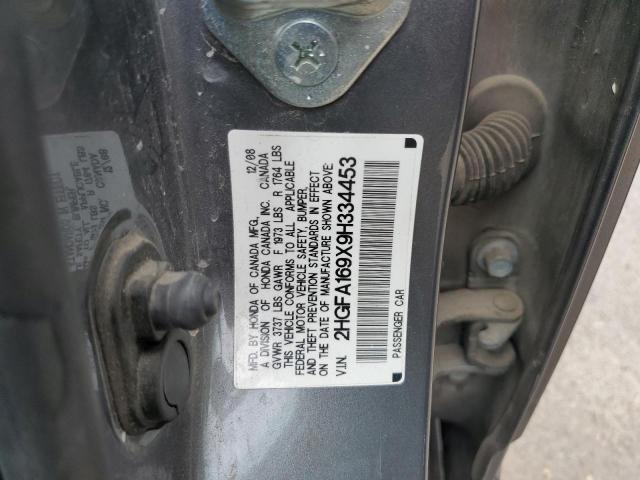 MFD. BY HONDA OF CANADA MFG. 12/08
A DIVISION OF HONDA CANADA INC. CANADA
GVWR 3737 LBS GAWR F 1973 LBS R 1764 LBS
THIS VEHICLE CONFORMS TO ALL APPLICABLE
FEDERAL MOTOR VEHICLE SAFETY, BUMPER,
AND THEFT PREVENTION STANDARDS IN EFFECT
ON THE DATE OF MANUFACTURE SHOWN ABOVE.
V.I.N. 2HGFA169X9H334453
PASSENGER CAR